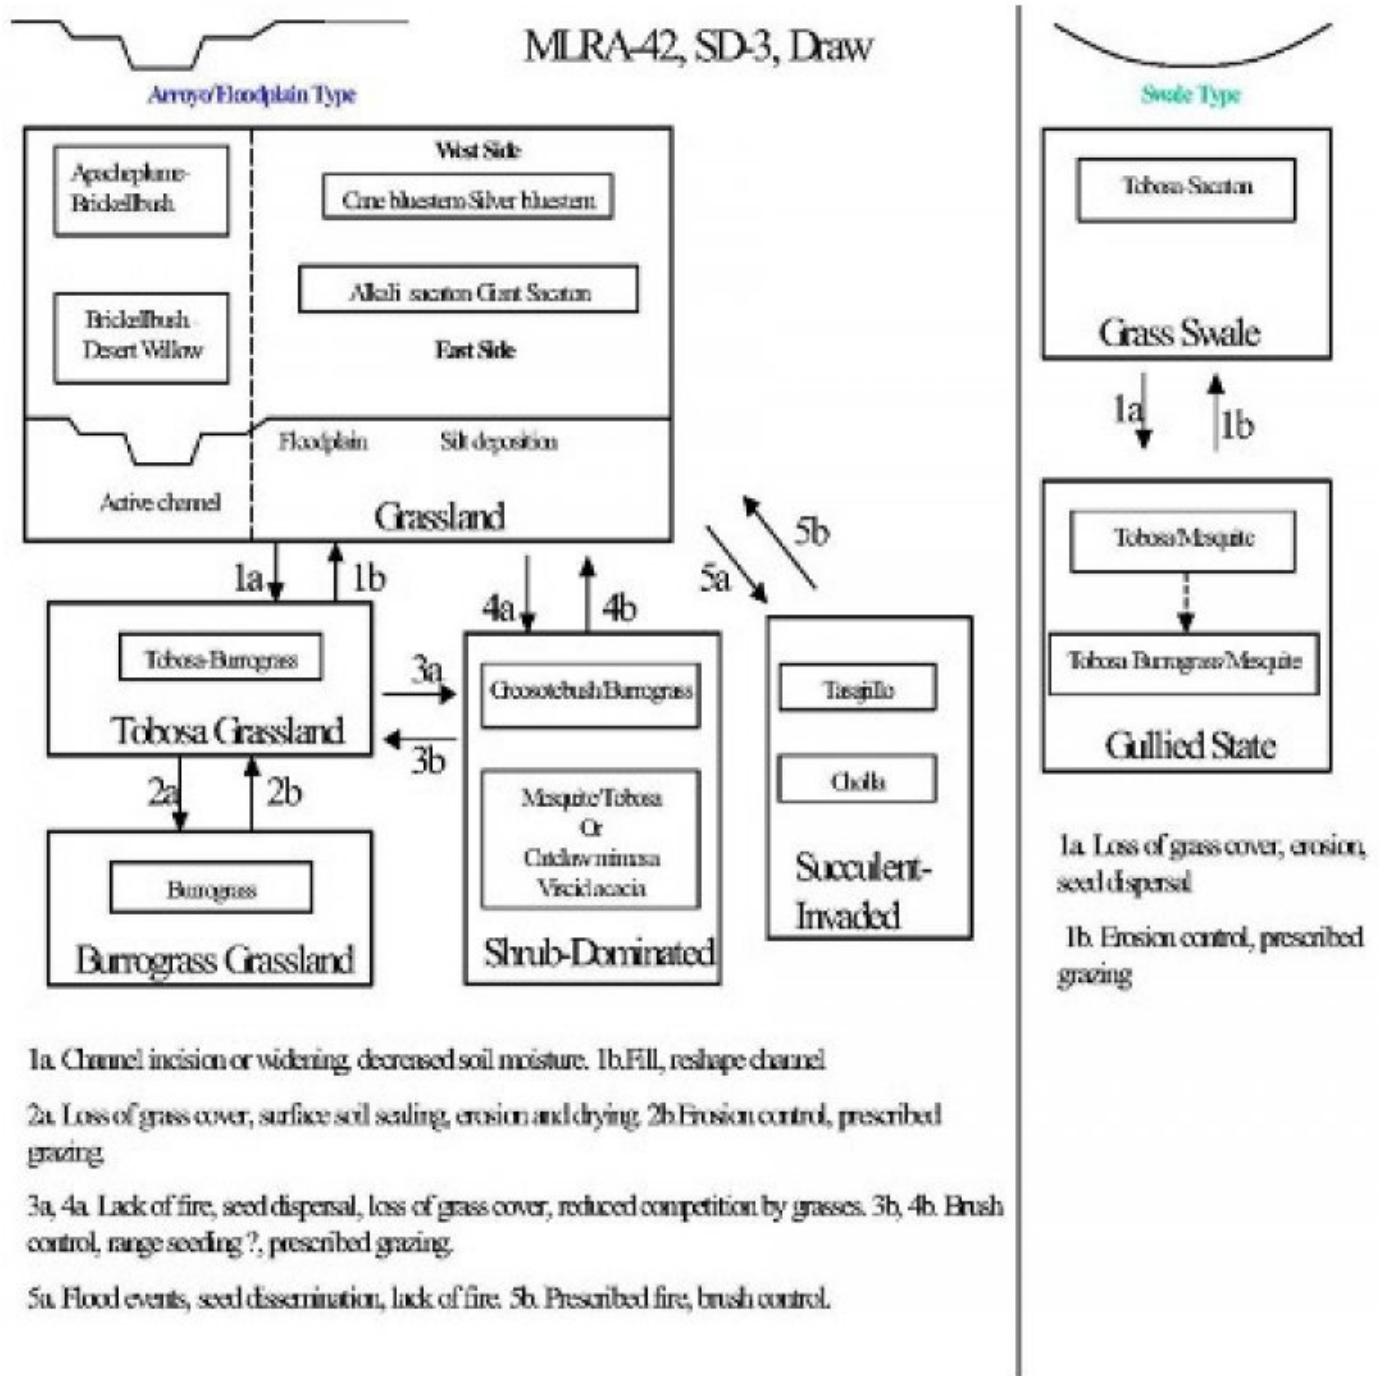 MLRA-42, SD-3, Draw
Arroyo/Floodplain Type
Apacheplume-
Brickellbush
Brickellbush -
Desert Willow
West Side
Cane bluestem-Silver bluestem
Alkali sacaton-Giant Sacaton
East Side
Floodplain
Silt deposition
Active channel
Grassland
1a
1b
4a
4b
5a
5b
Tobosa-Burrograss
Tobosa Grassland
3a
3b
2a
2b
Burrograss
Burrograss Grassland
Creosotebush/Burrograss
Mesquite/Tobosa
Or
Catclaw mimosa
Viscid acacia
Shrub-Dominated
Tasajillo
Cholla
Succulent-
Invaded
1a. Channel incision or widening, decreased soil moisture. 1b.Fill, reshape channel
2a. Loss of grass cover, surface soil sealing, erosion and drying. 2b.Erosion control, prescribed
grazing.
3a, 4a. Lack of fire, seed dispersal, loss of grass cover, reduced competition by grasses. 3b, 4b. Brush
control, range seeding ?, prescribed grazing.
5a. Flood events, seed dissemination, lack of fire. 5b. Prescribed fire, brush control.
Swale Type
Tobosa-Sacaton
Grass Swale
1a
1b
Tobosa/Mesquite
Tobosa Burrograss/Mesquite
Gullied State
1a. Loss of grass cover, erosion,
seed dispersal
1b. Erosion control, prescribed
grazing